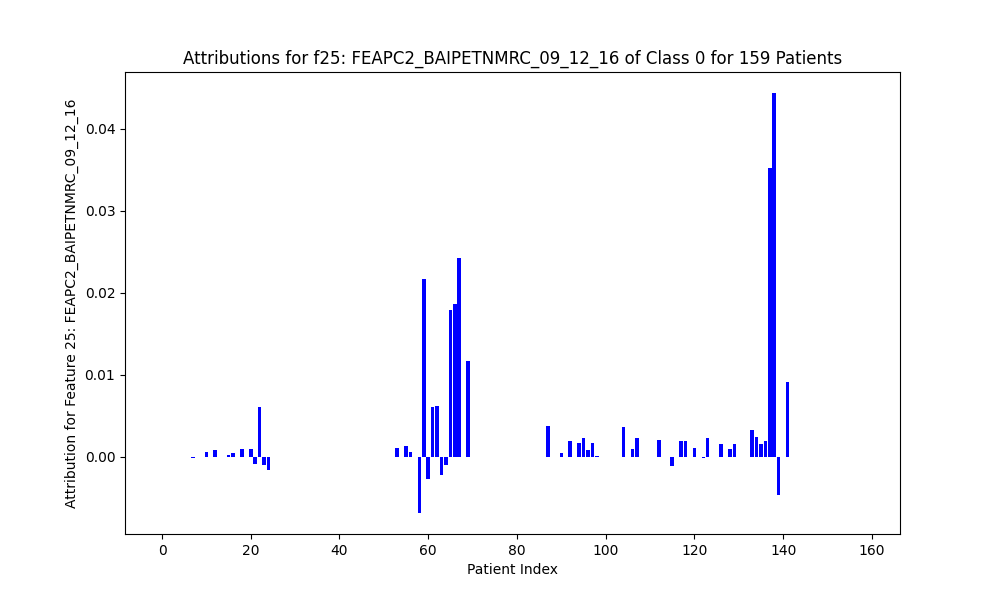 Attributions for f25: FEAPC2_BAIPETNMRC_09_12_16 of Class 0 for 159 Patients
Attribution for Feature 25: FEAPC2_BAIPETNMRC_09_12_16
0.04
0.03
0.02
0.01
0.00
0 20 40 60 80 100 120 140 160
Patient Index